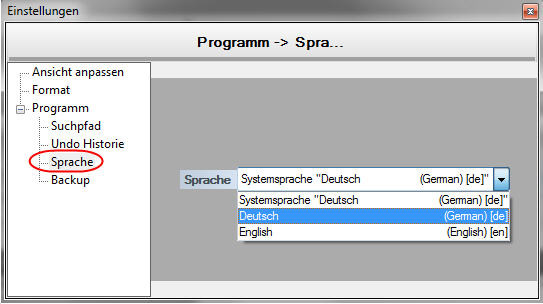 Einstellungen
Programm -> Spra...
Ansicht anpassen
Format
Programm
Suchpfad
Undo Historie
Sprache
Backup
Sprache Systemsprache "Deutsch (German) [de]"
Systemsprache "Deutsch (German) [de]"
Deutsch (German) [de]
English (English) [en]